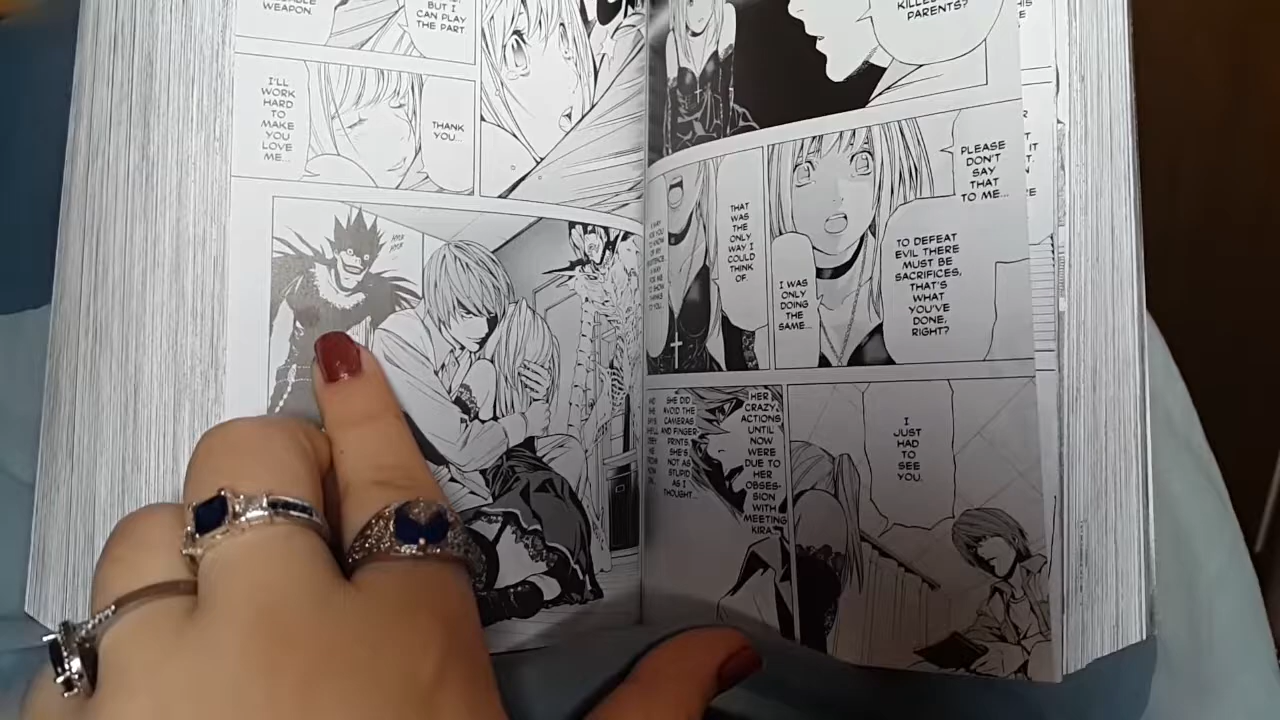 PARENTS?
PLEASE
DON'T
SAY
THAT
TO ME...
TO DEFEAT
EVIL THERE
MUST BE
SACRIFICES,
THAT'S
WHAT
YOU'VE
DONE,
RIGHT?
I WAS
ONLY
DOING
THE
SAME...
THAT
WAS
THE
ONLY
WAY I
COULD
THINK
OF.
I
JUST
HAD
TO
SEE
YOU.
HER
CRAZY
ACTIONS
UNTIL
NOW
WERE
DUE TO
HER
OBSES-
SION
WITH
MEETING
KIRA.
SHE DID
AVOID THE
CAMERAS
AND FINGER-
PRINTS.
SHE'S
NOT AS
STUPID
AS I
THOUGHT...
BUT I
CAN PLAY
THE PART
WEAPON.
THANK
YOU...
I'LL
WORK
HARD
TO
MAKE
YOU
LOVE
ME...